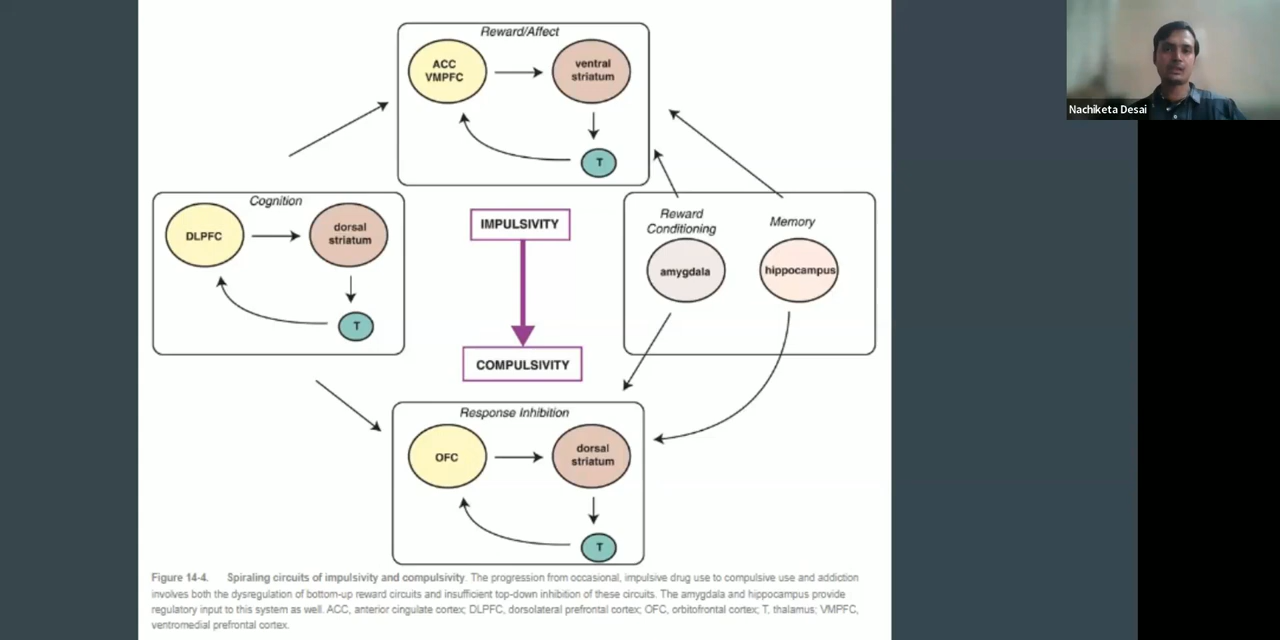 Reward/Affect
ACC
VMPFC
ventral
striatum
T
Nachiketa Desai
Cognition
DLPFC
dorsal
striatum
T
IMPULSIVITY
COMPULSIVITY
Reward
Conditioning
amygdala
Memory
hippocampus
Response Inhibition
OFC
dorsal
striatum
T
Figure 14-4. Spiraling circuits of impulsivity and compulsivity. The progression from occasional, impulsive drug use to compulsive use and addiction
involves both the dysregulation of bottom-up reward circuits and insufficient top-down inhibition of these circuits. The amygdala and hippocampus provide
regulatory input to this system as well. ACC, anterior cingulate cortex; DLPFC, dorsolateral prefrontal cortex; OFC, orbitofrontal cortex; T, thalamus; VMPFC,
ventromedial prefrontal cortex.